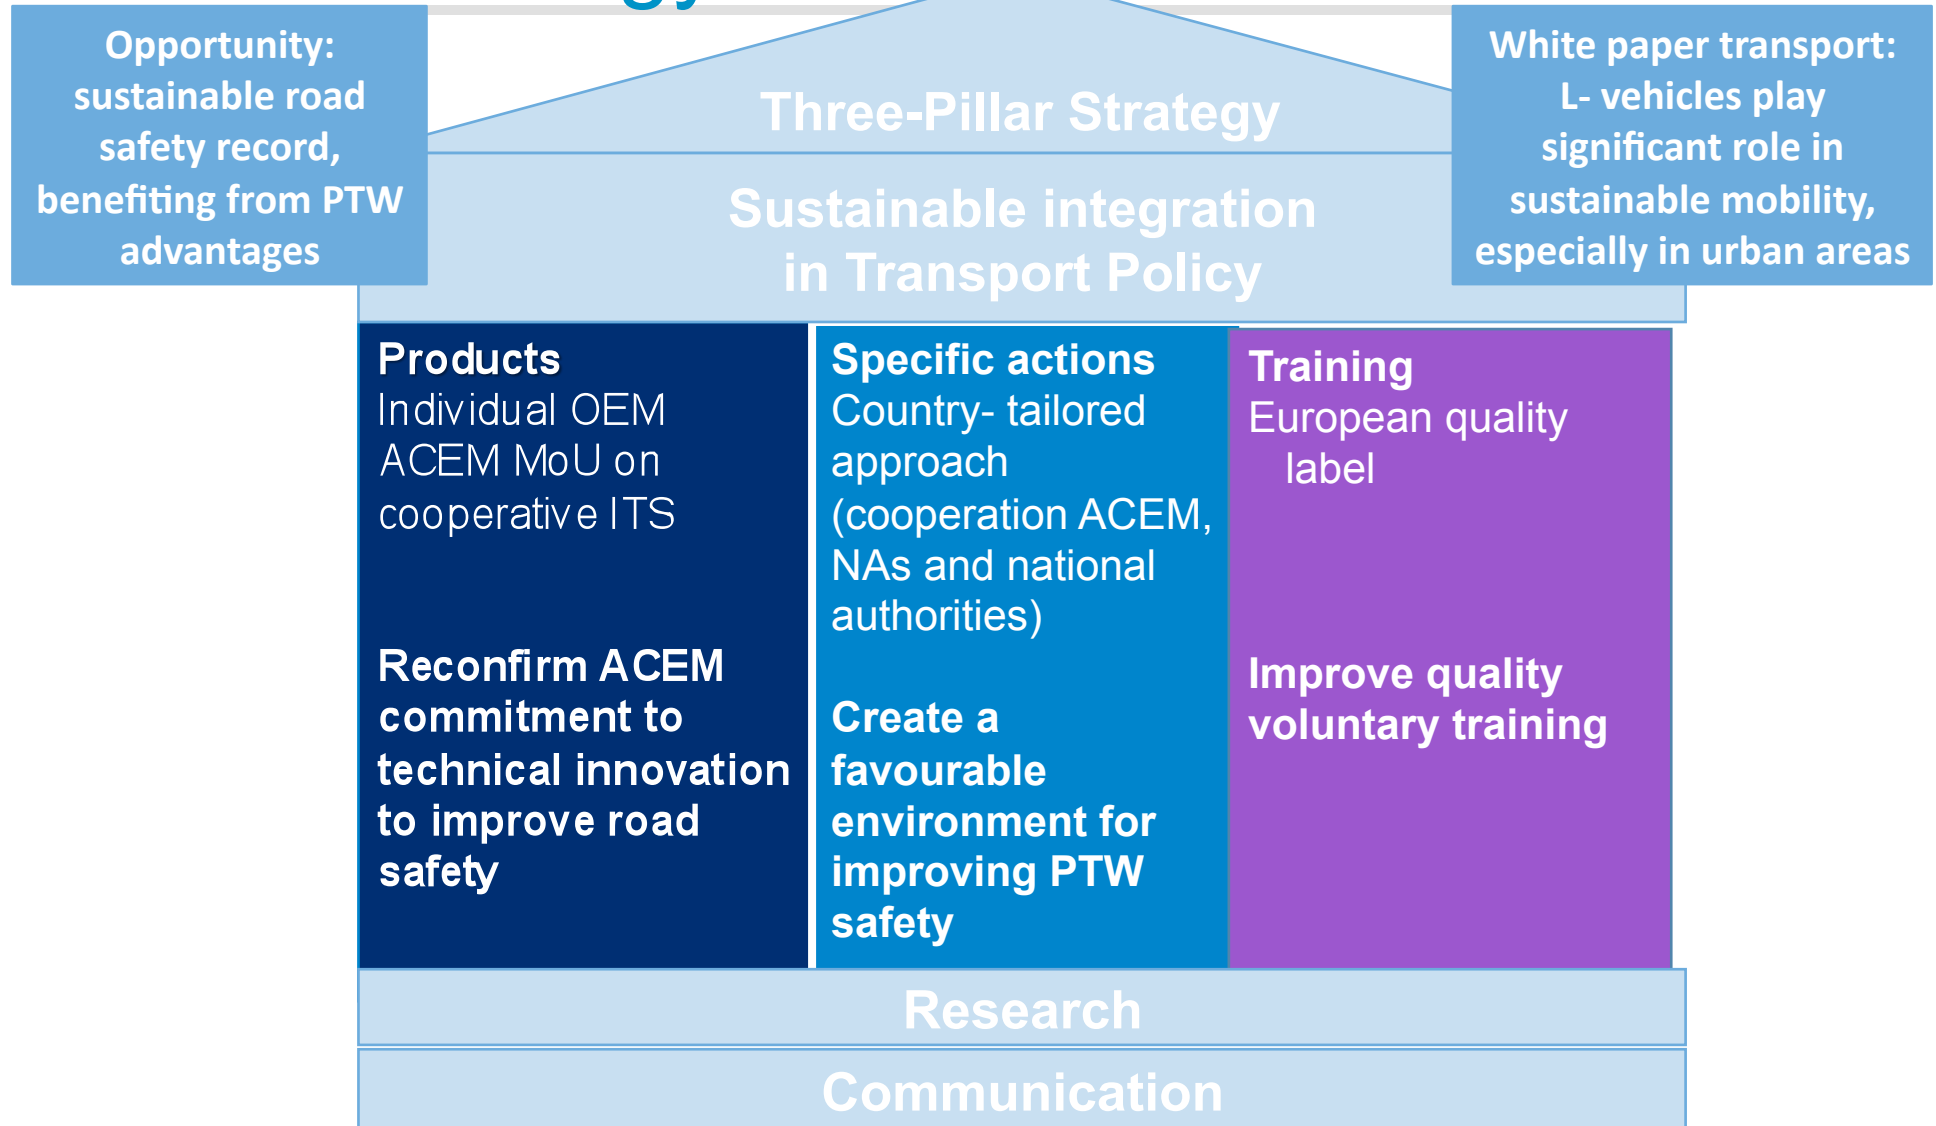 Opportunity:
sustainable road
safety record,
benefiting from PTW
advantages
White paper transport:
L- vehicles play
significant role in
sustainable mobility,
especially in urban areas
Three-Pillar Strategy
Sustainable integration
in Transport Policy
Products
Individual OEM
ACEM MoU on
cooperative ITS
Reconfirm ACEM
commitment to
technical innovation
to improve road
safety
Specific actions
Country- tailored
approach
(cooperation ACEM,
NAs and national
authorities)
Create a
favourable
environment for
improving PTW
safety
Training
European quality
label
Improve quality
voluntary training
Research
Communication